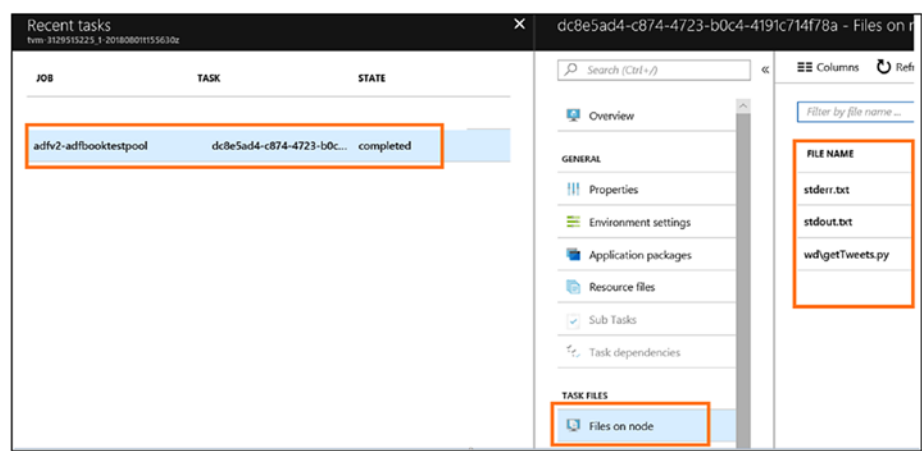 Recent tasks
tvm-3129515225_1-20180801t155630z
JOB TASK STATE
adfv2-adfbooktestpool dc8e5ad4-c874-4723-b0c... completed
dc8e5ad4-c874-4723-b0c4-4191c714f78a - Files on
Search (Ctrl+/)
Overview
GENERAL
Properties
Environment settings
Application packages
Resource files
Sub Tasks
Task dependencies
TASK FILES
Files on node
Columns Refr
Filter by file name ...
FILE NAME
stderr.txt
stdout.txt
wd\getTweets.py